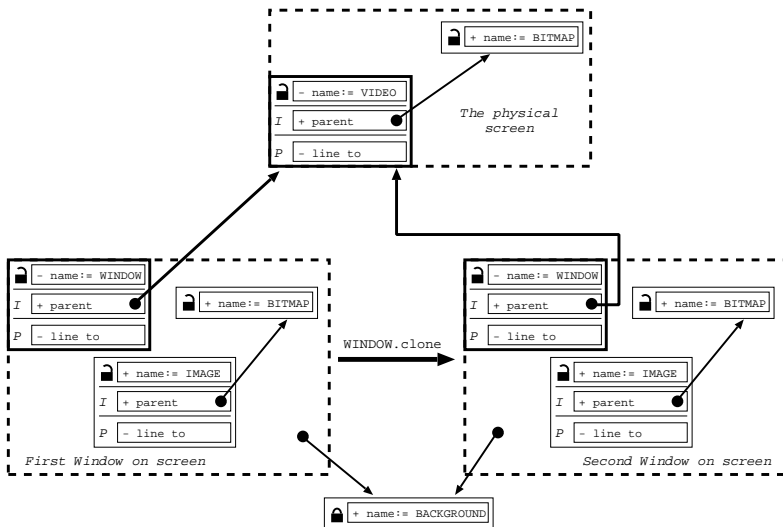 + name:= BITMAP
- name:= VIDEO
I + parent
P - line to
The physical
screen
- name:= WINDOW
I + parent
P - line to
+ name:= BITMAP
+ name:= IMAGE
I + parent
P - line to
First Window on screen
WINDOW.clone
- name:= WINDOW
I + parent
P - line to
+ name:= BITMAP
+ name:= IMAGE
I + parent
P - line to
Second Window on screen
+ name:= BACKGROUND